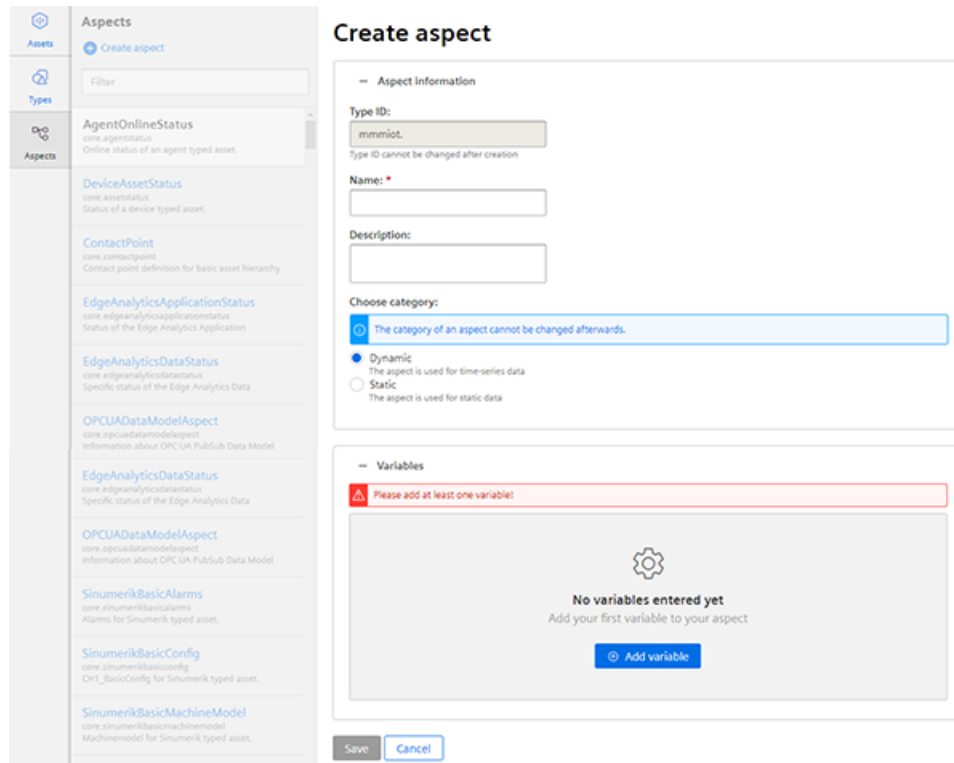 Assets
Types
Aspects
Aspects
Create aspect
Filter
AgentOnlineStatus
core.agentstatus
Online status of an agent typed asset.
DeviceAssetStatus
core.assetstatus
Status of a device typed asset.
ContactPoint
core.contactpoint
Contact point definition for basic asset hierarchy
EdgeAnalyticsApplicationStatus
core.edgeanalyticsapplicationstatus
Status of the Edge Analytics Application
EdgeAnalyticsDataStatus
core.edgeanalyticsdatastatus
Specific status of the Edge Analytics Data
OPCUADataModelAspect
core.opcuadatamodelaspect
Information about OPC UA PubSub Data Model
EdgeAnalyticsDataStatus
core.edgeanalyticsdatastatus
Specific status of the Edge Analytics Data
OPCUADataModelAspect
core.opcuadatamodelaspect
Information about OPC UA PubSub Data Model
SinumerikBasicAlarms
core.sinumerikbasicalarms
Alarms for Sinumerik typed asset.
SinumerikBasicConfig
core.sinumerikbasicconfig
CH1_BasicConfig for Sinumerik typed asset.
SinumerikBasicMachineModel
core.sinumerikbasicmachinemodel
Machinemodel for Sinumerik typed asset.
Create aspect
Aspect information
Type ID:
mmmiot.
Type ID cannot be changed after creation
Name: *
Description:
Choose category:
The category of an aspect cannot be changed afterwards.
Dynamic
The aspect is used for time-series data
Static
The aspect is used for static data
Variables
Please add at least one variable!
No variables entered yet
Add your first variable to your aspect
Add variable
Save
Cancel